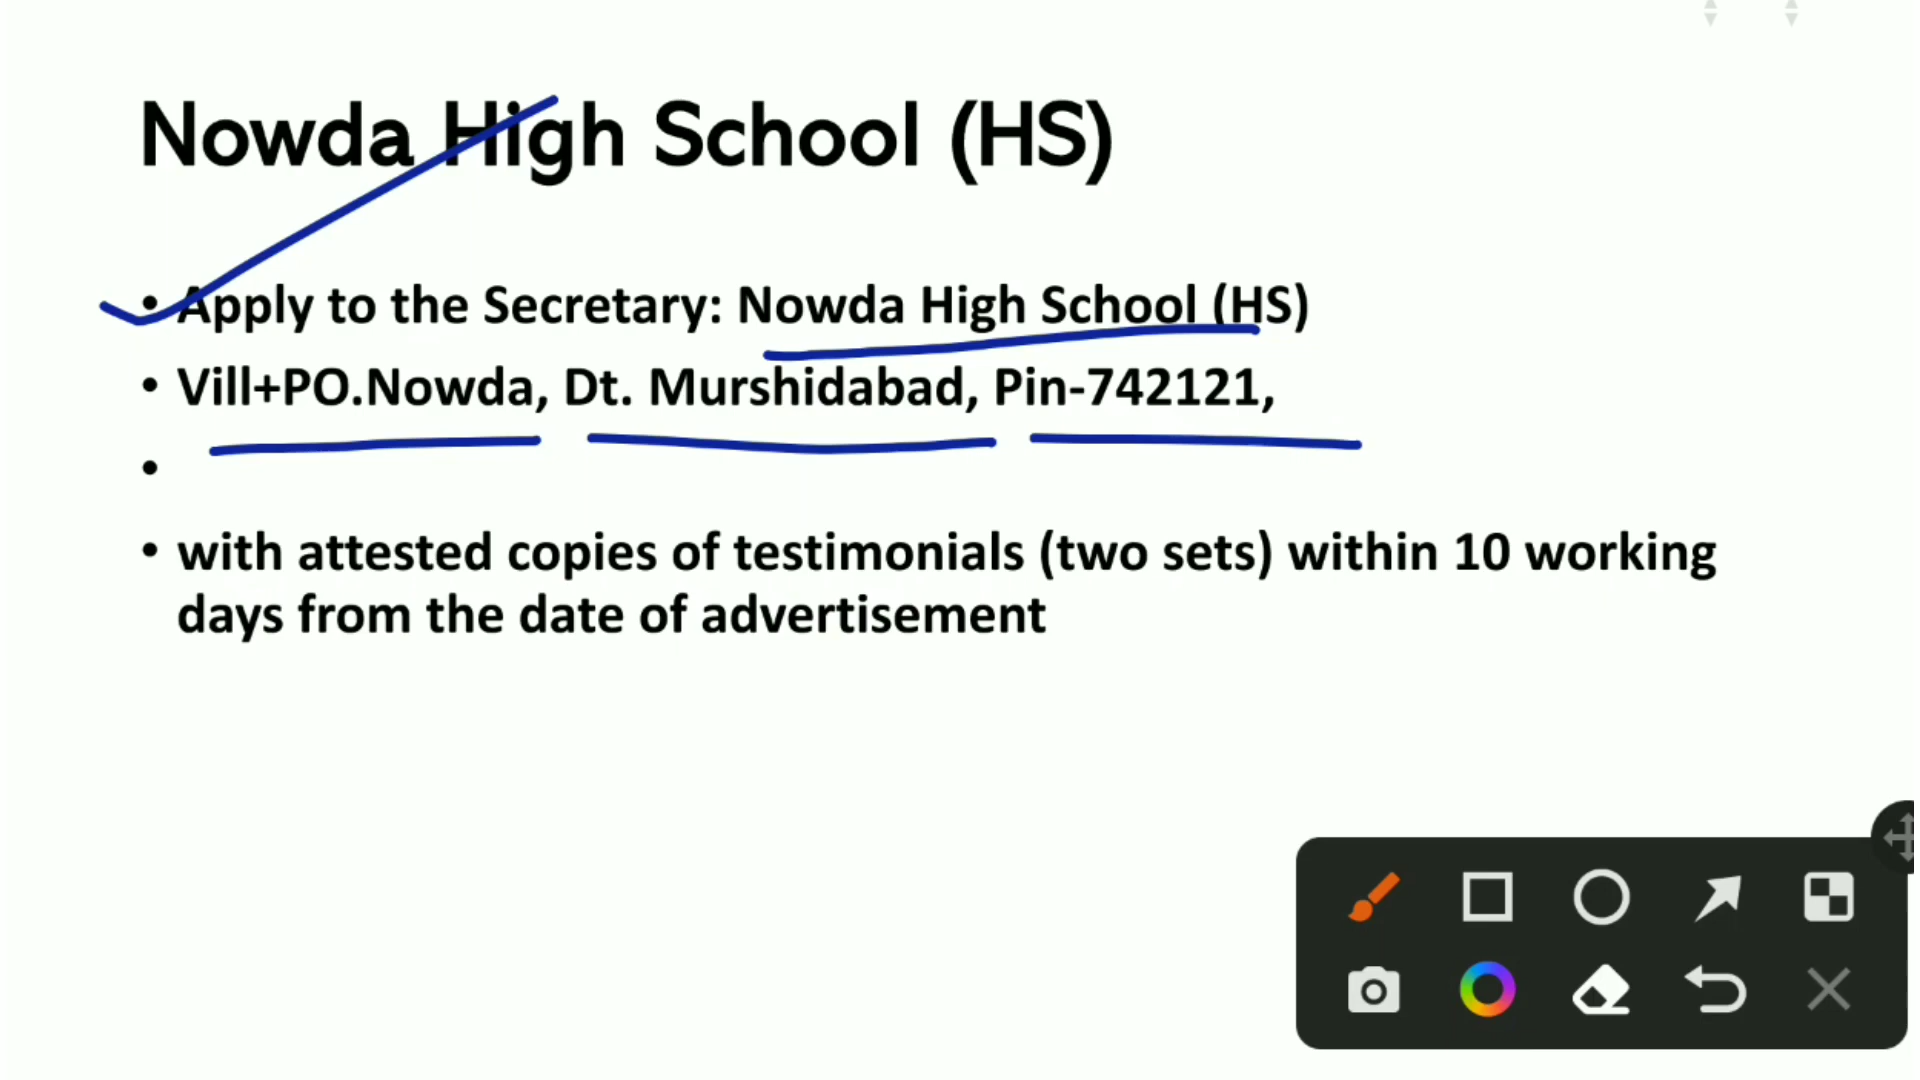 Nowda High School (HS)
• Apply to the Secretary: Nowda High School (HS)
• Vill+PO.Nowda, Dt. Murshidabad, Pin-742121,
•
• with attested copies of testimonials (two sets) within 10 working
days from the date of advertisement